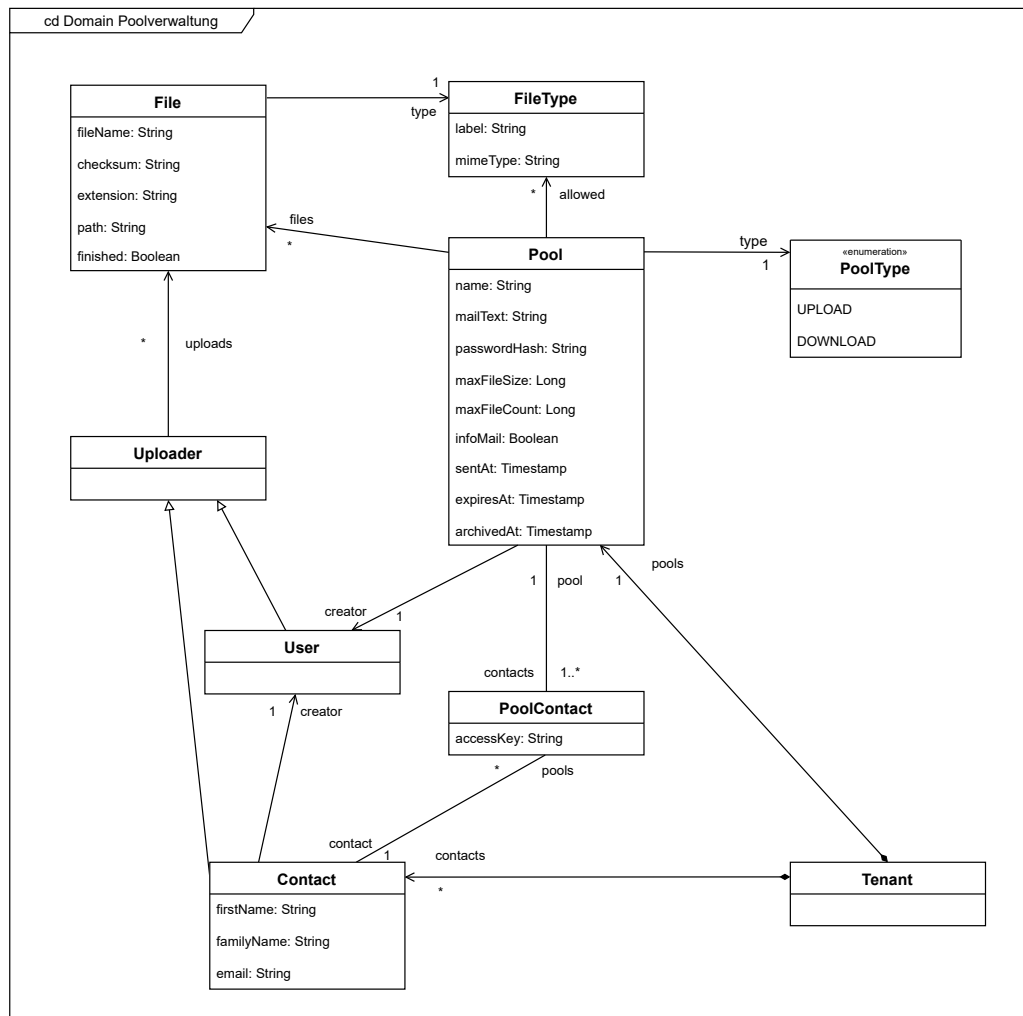 cd Domain Poolverwaltung
File
fileName: String
checksum: String
extension: String
path: String
finished: Boolean
1
type
FileType
label: String
mimeType: String
* allowed
files
*
Pool
name: String
mailText: String
passwordHash: String
maxFileSize: Long
maxFileCount: Long
infoMail: Boolean
sentAt: Timestamp
expiresAt: Timestamp
archivedAt: Timestamp
type
1
«enumeration»
PoolType
UPLOAD
DOWNLOAD
* uploads
Uploader
creator
1
1 pool
pools
1
User
1 creator
contacts 1..*
PoolContact
accessKey: String
* pools
contact
1
contacts
*
Contact
firstName: String
familyName: String
email: String
Tenant